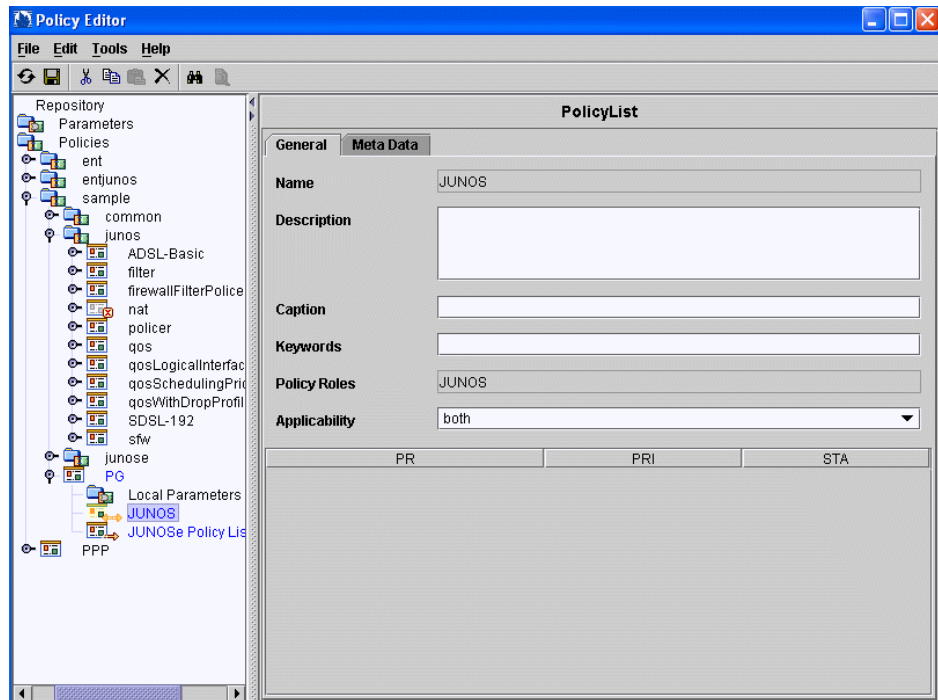 Policy Editor
File Edit Tools Help
Repository
Parameters
Policies
ent
entjunos
sample
common
junos
ADSL-Basic
filter
firewallFilterPolice
nat
policer
qos
qosLogicalInterfac
qosSchedulingPric
qosWithDropProfil
SDSL-192
sfw
junose
PG
Local Parameters
JUNOS
JUNOSe Policy Lis
PPP
PolicyList
General Meta Data
Name JUNOS
Description
Caption
Keywords
Policy Roles JUNOS
Applicability both
PR PRI STA